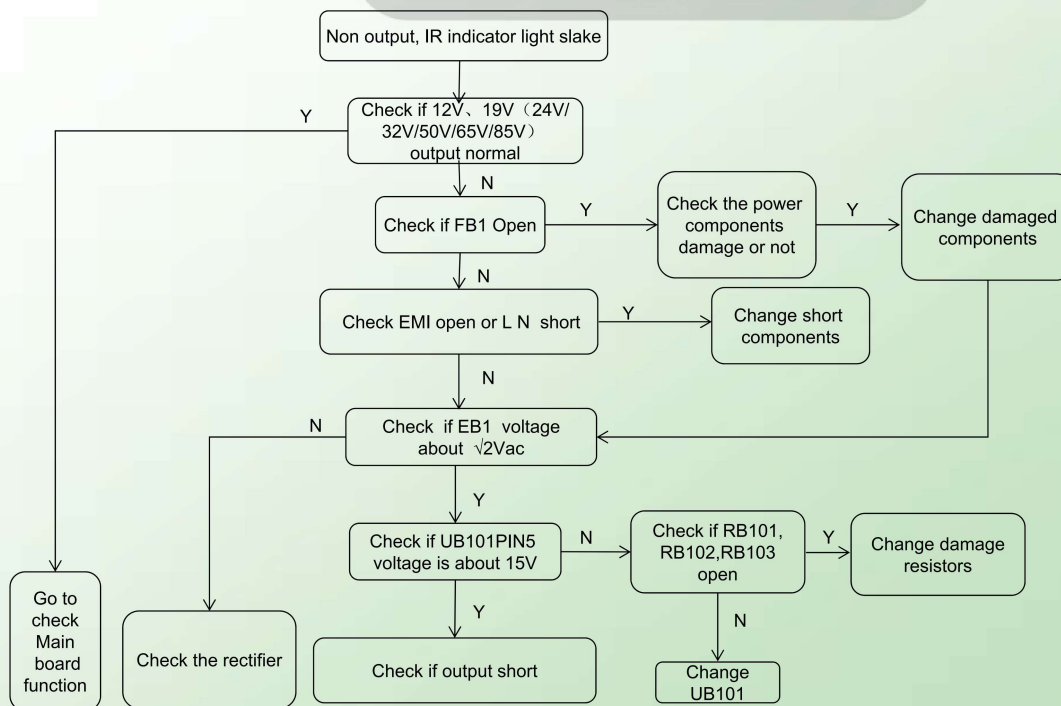 Non output, IR indicator light slake
Check if 12V、19V（24V/
32V/50V/65V/85V）
output normal
Y
N
Check if FB1 Open
Y
Check the power
components
damage or not
Y
Change damaged
components
N
Check EMI open or L N short
Y
Change short
components
N
Check if EB1 voltage
about √2Vac
N
Y
Check if UB101PIN5
voltage is about 15V
N
Check if RB101,
RB102,RB103
open
Y
Change damage
resistors
Y
N
Go to
check
Main
board
function
Check the rectifier
Check if output short
Change
UB101